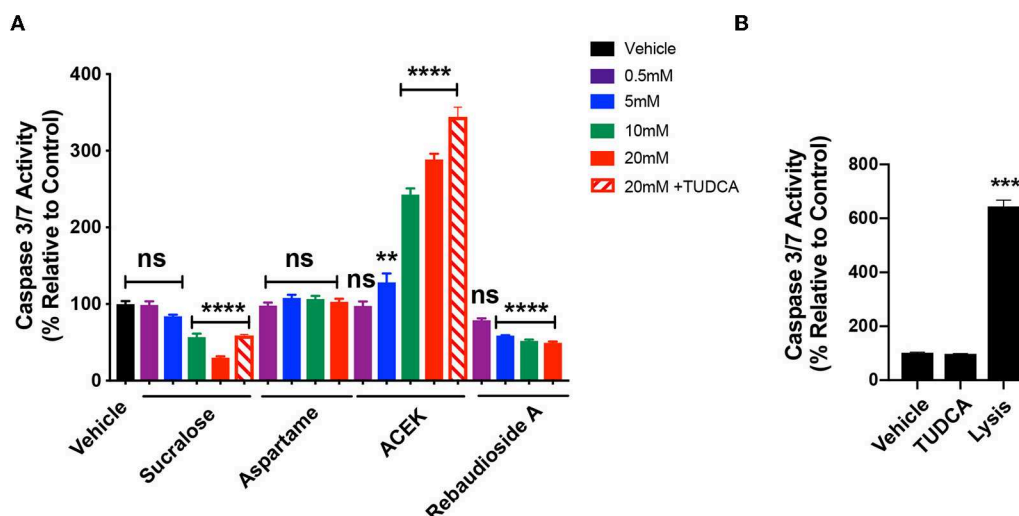 A
Caspase 3/7 Activity
(% Relative to Control)
400
300
200
100
0
ns
****
ns
ns
**
****
ns
****
Vehicle
Sucralose
Aspartame
ACEK
Rebaudioside A
Vehicle
0.5mM
5mM
10mM
20mM
20mM +TUDCA
B
Caspase 3/7 Activity
(% Relative to Control)
800
600
400
200
0
***
Vehicle
TUDCA
Lysis